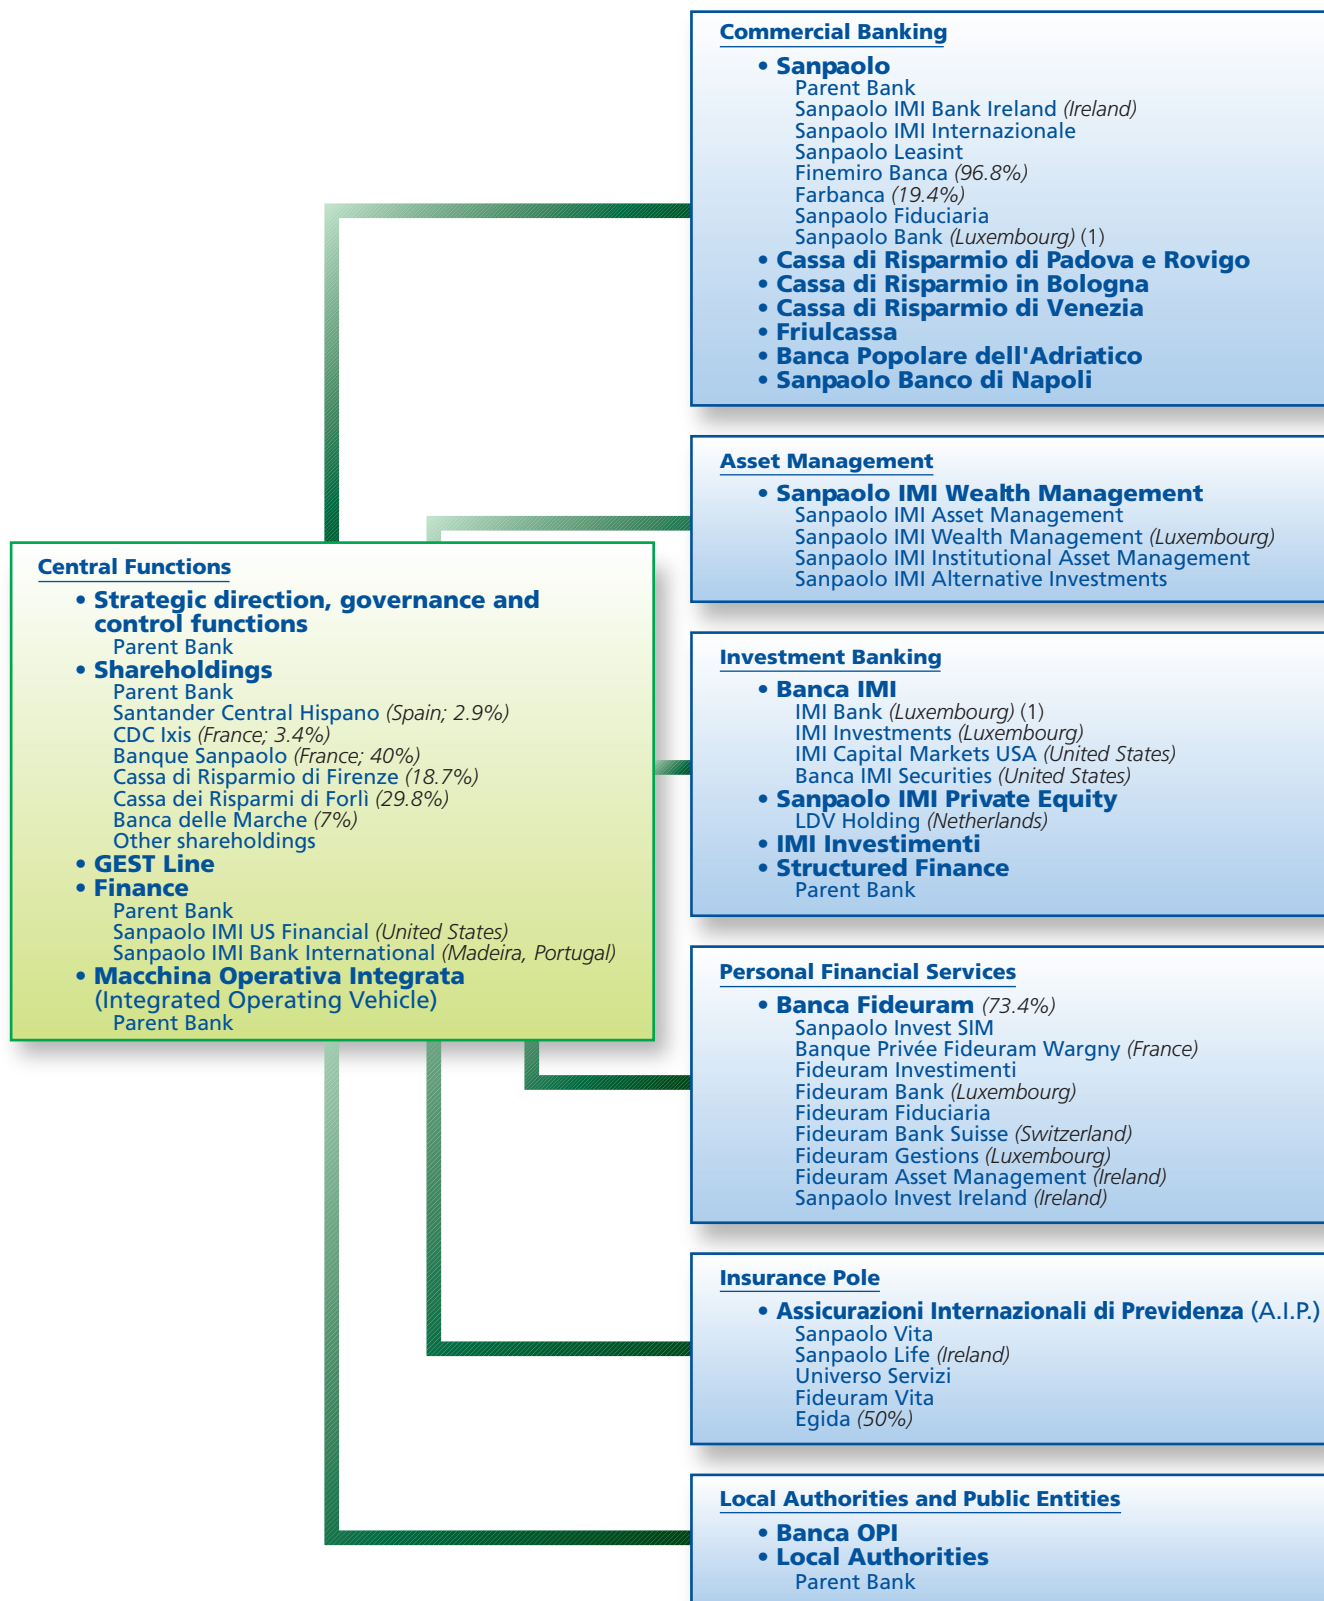 Commercial Banking
• Sanpaolo
Parent Bank
Sanpaolo IMI Bank Ireland (Ireland)
Sanpaolo IMI Internazionale
Sanpaolo Leasint
Finemiro Banca (96.8%)
Farbanca (19.4%)
Sanpaolo Fiduciaria
Sanpaolo Bank (Luxembourg) (1)
• Cassa di Risparmio di Padova e Rovigo
• Cassa di Risparmio in Bologna
• Cassa di Risparmio di Venezia
• Friulcassa
• Banca Popolare dell'Adriatico
• Sanpaolo Banco di Napoli
Asset Management
• Sanpaolo IMI Wealth Management
Sanpaolo IMI Asset Management
Sanpaolo IMI Wealth Management (Luxembourg)
Sanpaolo IMI Institutional Asset Management
Sanpaolo IMI Alternative Investments
Central Functions
• Strategic direction, governance and
control functions
Parent Bank
• Shareholdings
Parent Bank
Santander Central Hispano (Spain; 2.9%)
CDC Ixis (France; 3.4%)
Banque Sanpaolo (France; 40%)
Cassa di Risparmio di Firenze (18.7%)
Cassa dei Risparmi di Forlì (29.8%)
Banca delle Marche (7%)
Other shareholdings
• GEST Line
• Finance
Parent Bank
Sanpaolo IMI US Financial (United States)
Sanpaolo IMI Bank International (Madeira, Portugal)
• Macchina Operativa Integrata
(Integrated Operating Vehicle)
Parent Bank
Investment Banking
• Banca IMI
IMI Bank (Luxembourg) (1)
IMI Investments (Luxembourg)
IMI Capital Markets USA (United States)
Banca IMI Securities (United States)
• Sanpaolo IMI Private Equity
LDV Holding (Netherlands)
• IMI Investimenti
• Structured Finance
Parent Bank
Personal Financial Services
• Banca Fideuram (73.4%)
Sanpaolo Invest SIM
Banque Privée Fideuram Wargny (France)
Fideuram Investimenti
Fideuram Bank (Luxembourg)
Fideuram Fiduciaria
Fideuram Bank Suisse (Switzerland)
Fideuram Gestions (Luxembourg)
Fideuram Asset Management (Ireland)
Sanpaolo Invest Ireland (Ireland)
Insurance Pole
• Assicurazioni Internazionali di Previdenza (A.I.P.)
Sanpaolo Vita
Sanpaolo Life (Ireland)
Universo Servizi
Fideuram Vita
Egida (50%)
Local Authorities and Public Entities
• Banca OPI
• Local Authorities
Parent Bank